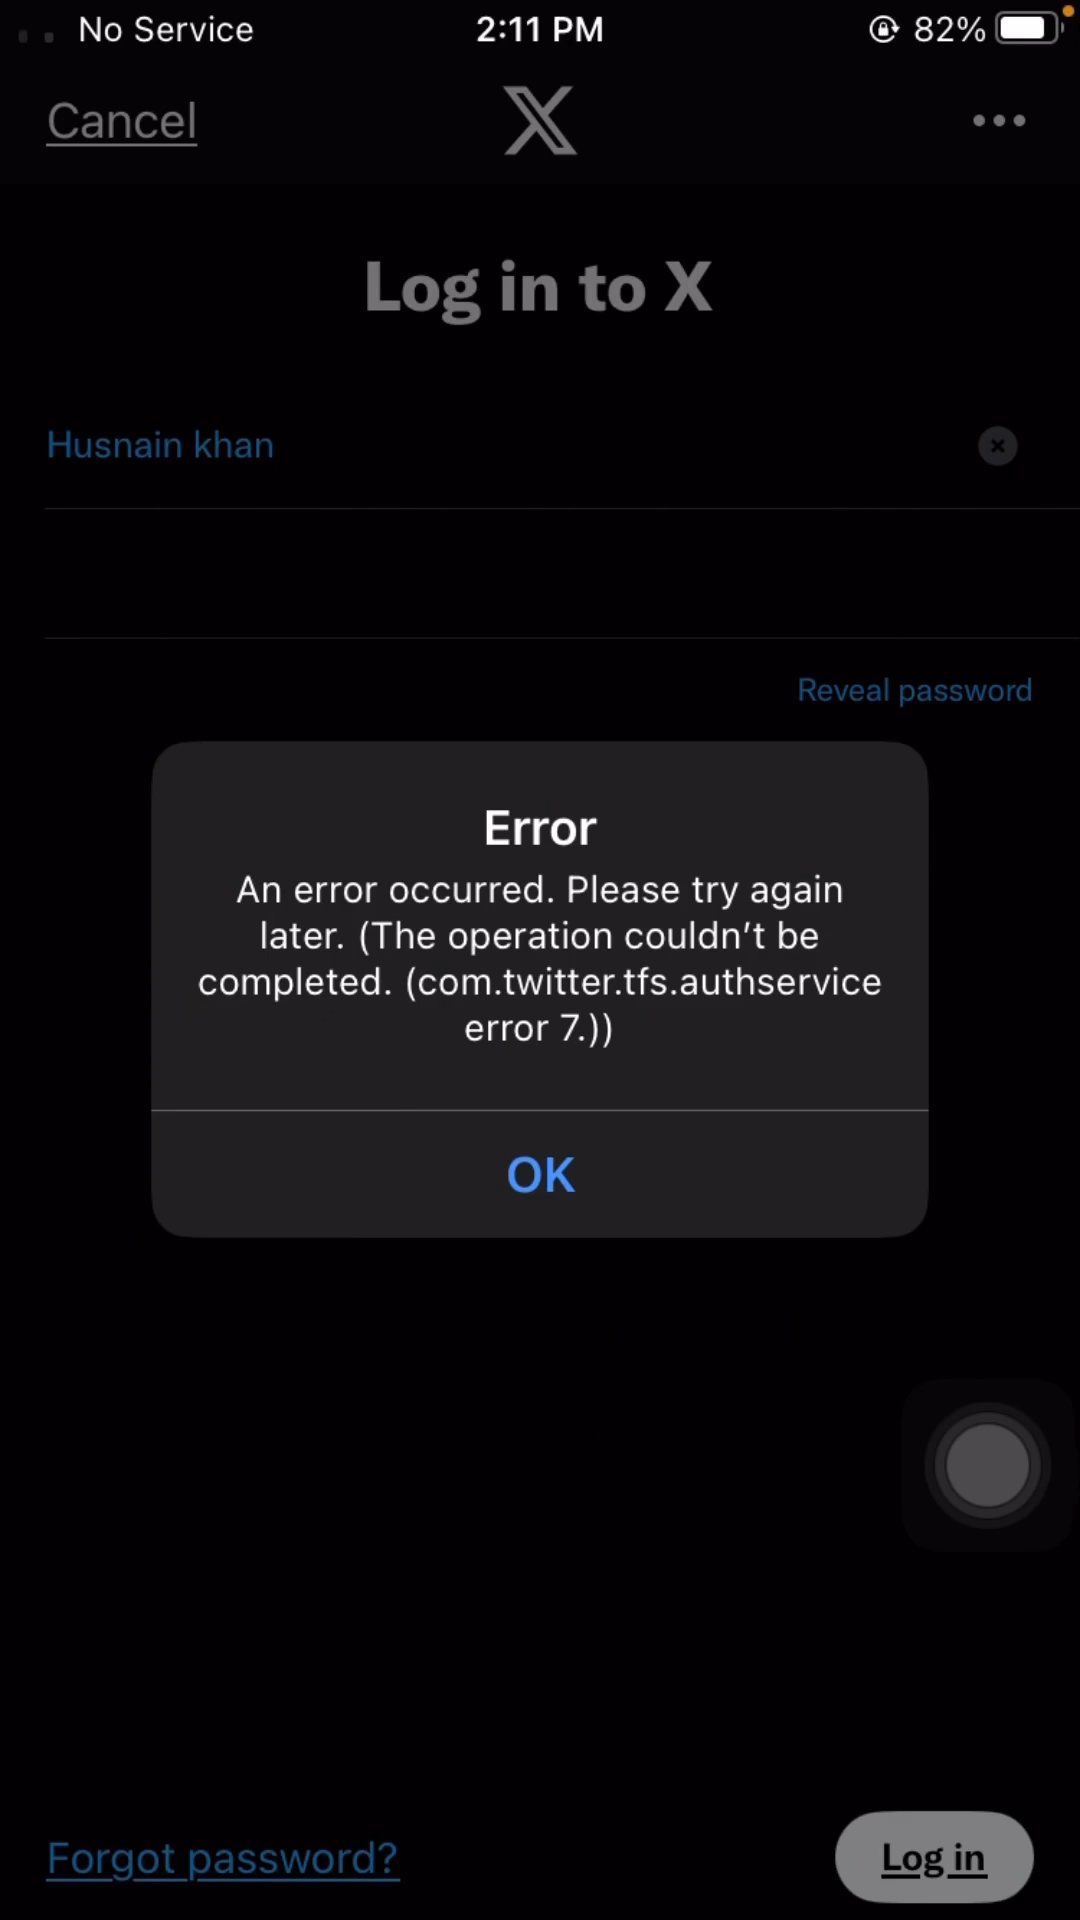 No Service 2:11 PM 82%
Cancel
Log in to X
Husnain khan
Reveal password
Error
An error occurred. Please try again
later. (The operation couldn’t be
completed. (com.twitter.tfs.authservice
error 7.))
OK
Forgot password? Log in